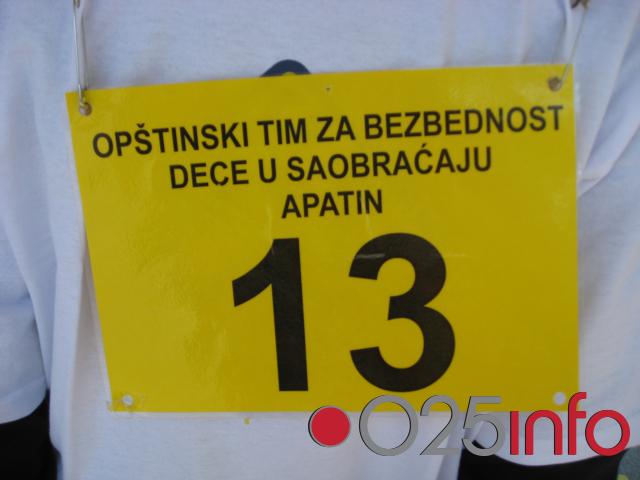 OPŠTINSKI TIM ZA BEZBEDNOST
DECE U SAOBRAĆAJU
APATIN
13
025info